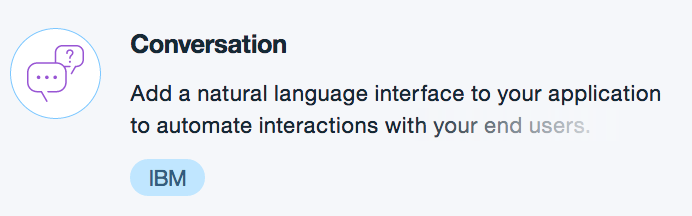 ?
Conversation
Add a natural language interface to your application
to automate interactions with your end users.
IBM